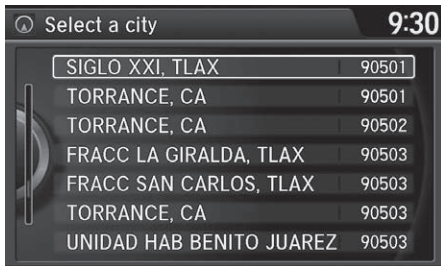 Select a city 9:30
SIGLO XXI, TLAX 90501
TORRANCE, CA 90501
TORRANCE, CA 90502
FRACC LA GIRALDA, TLAX 90503
FRACC SAN CARLOS, TLAX 90503
TORRANCE, CA 90503
UNIDAD HAB BENITO JUAREZ 90503